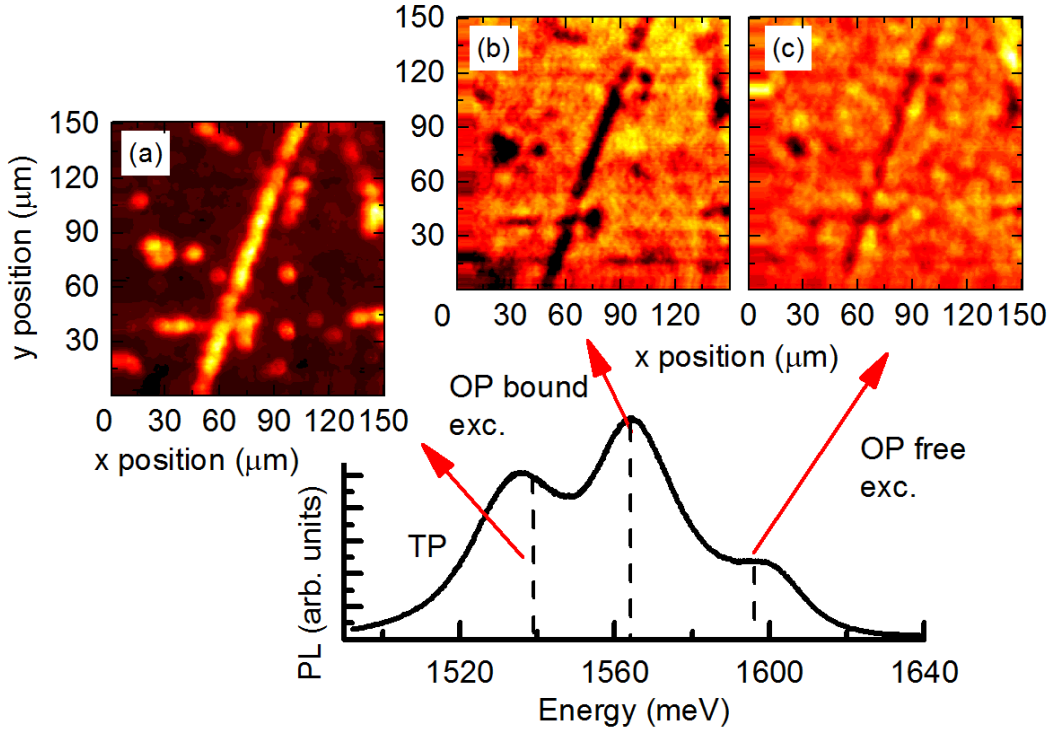 (a)
150
120
90
60
30
y position (μm)
0 30 60 90 120 150
x position (μm)
(b)
150
120
90
60
30
0 30 60 90 120
(c)
0 30 60 90 120 150
x position (μm)
OP bound
exc.
OP free
exc.
TP
PL (arb. units)
1520 1560 1600 1640
Energy (meV)